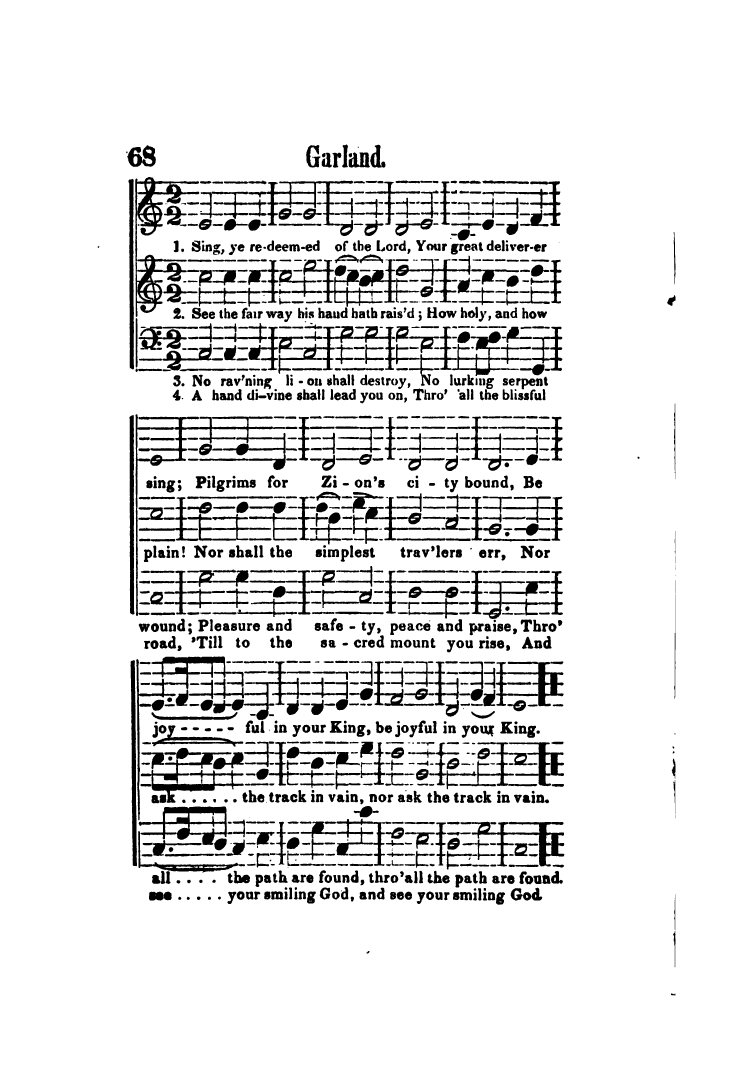 68 Garland.
1. Sing, ye re-deem-ed of the Lord, Your great deliver-er
2. See the fair way his hand hath rais'd ; How holy, and how
3. No rav'ning li - on shall destroy, No lurking serpent
4. A hand di-vine shall lead you on, Thro' all the blissful
sing; Pilgrims for Zi - on's ci - ty bound, Be
plain! Nor shall the simplest trav'lers err, Nor
wound; Pleasure and safe - ty, peace and praise, Thro'
road, 'Till to the sa - cred mount you rise, And
joy - - - - - ful in your King, be joyful in your King.
ask . . . . . . the track in vain, nor ask the track in vain.
all . . . . the path are found, thro' all the path are found.
see . . . . . your smiling God, and see your smiling God.